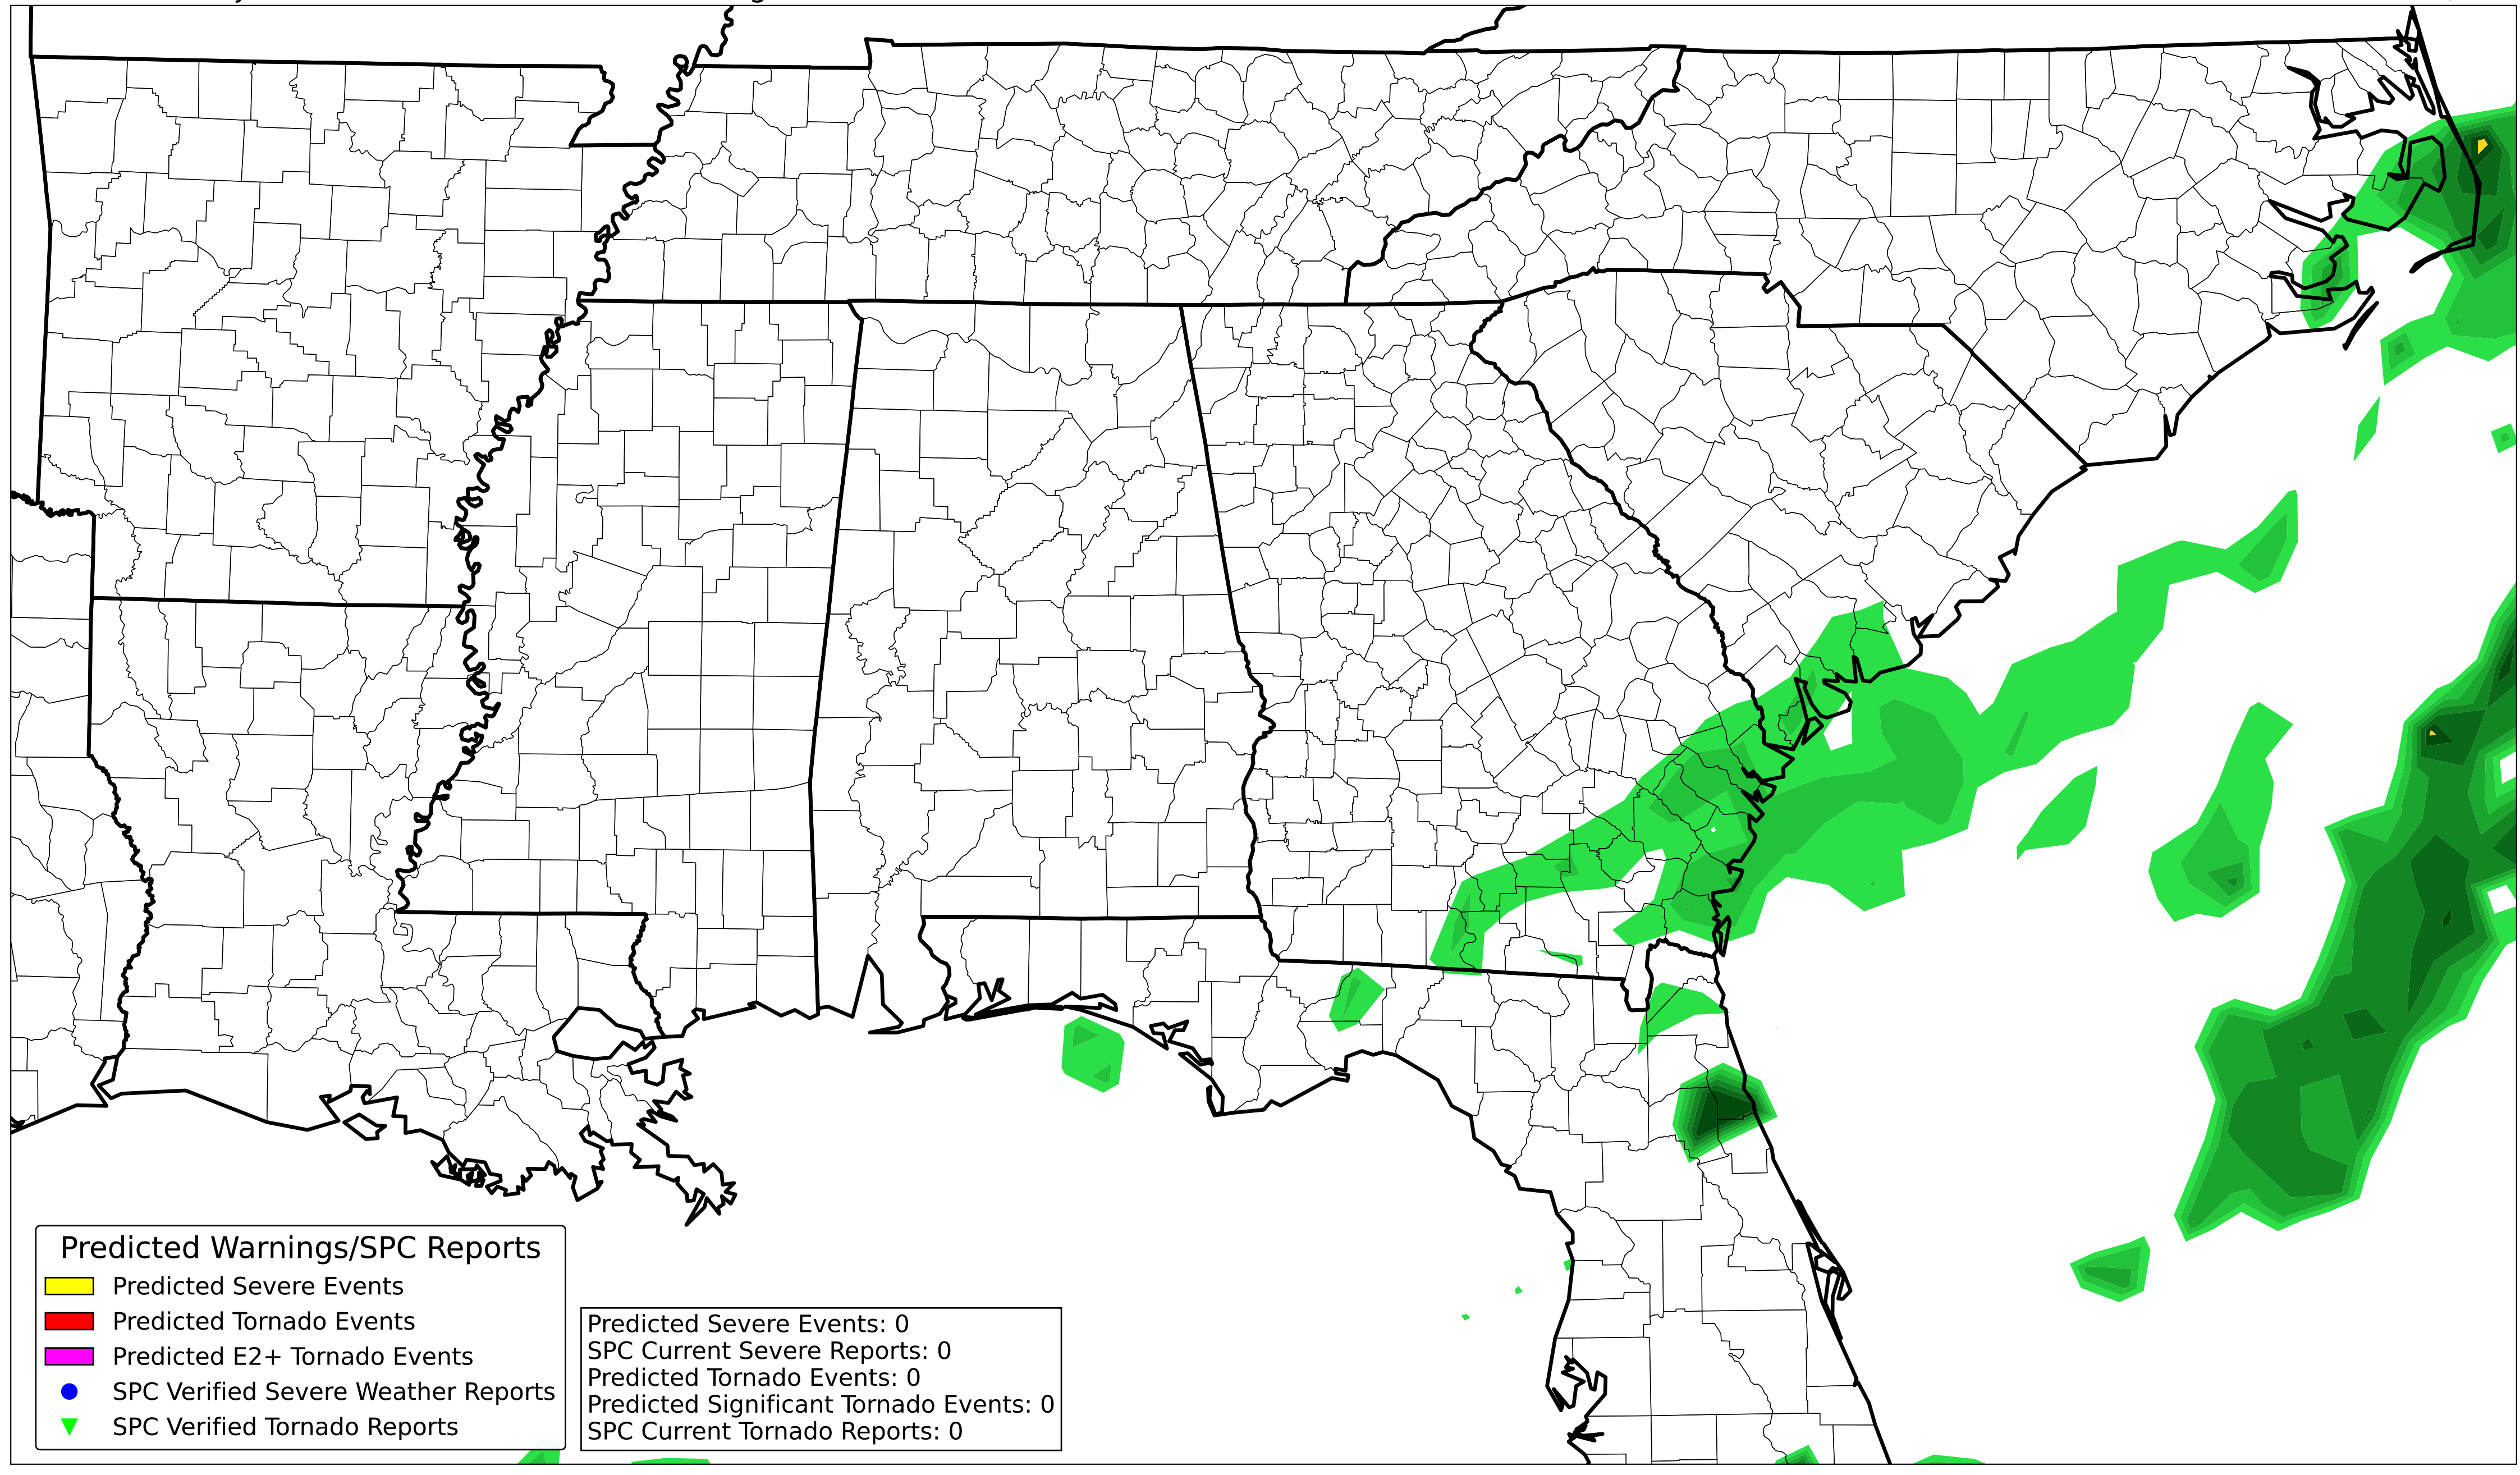 Predicted Warnings/SPC Reports
Predicted Severe Events
Predicted Tornado Events
Predicted E2+ Tornado Events
SPC Verified Severe Weather Reports
SPC Verified Tornado Reports
Predicted Severe Events: 0
SPC Current Severe Reports: 0
Predicted Tornado Events: 0
Predicted Significant Tornado Events: 0
SPC Current Tornado Reports: 0